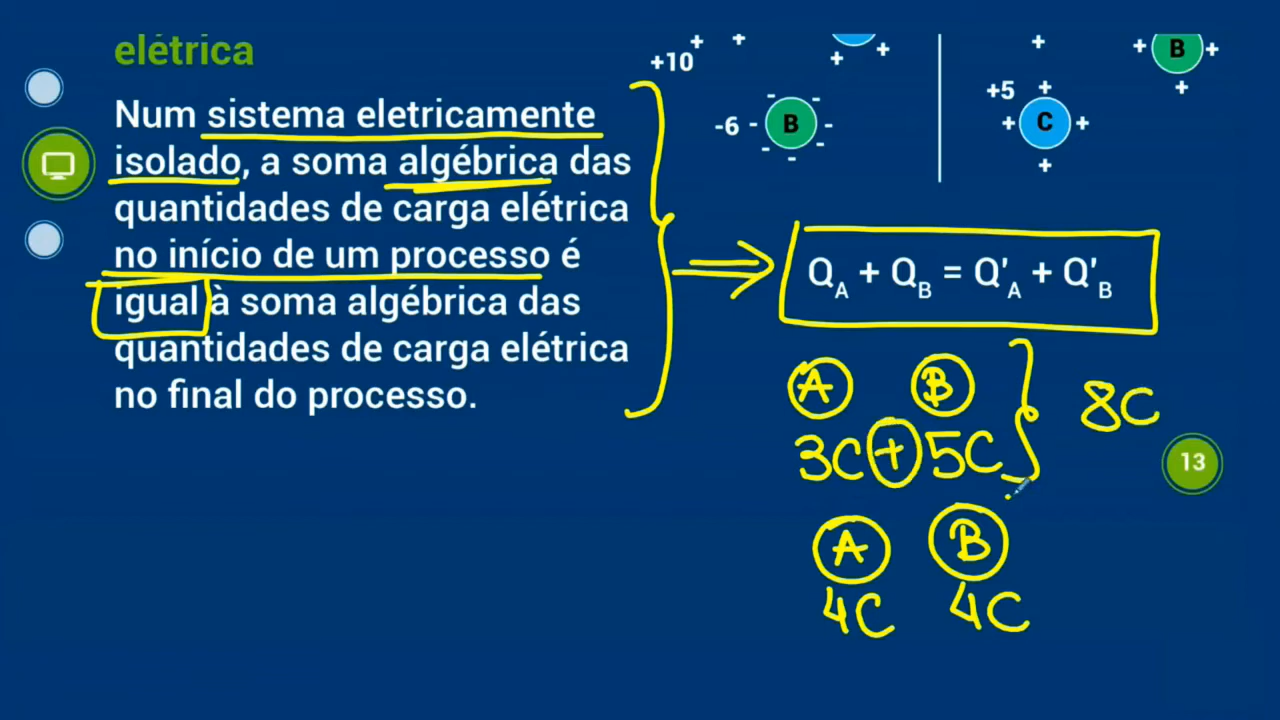 elétrica
Num sistema eletricamente
isolado, a soma algébrica das
quantidades de carga elétrica
no início de um processo é
igual à soma algébrica das
quantidades de carga elétrica
no final do processo.
+10
-6 B
B
+5
C
Q_A + Q_B = Q'_A + Q'_B
A B
3C + 5C 8C
13
A B
4C 4C